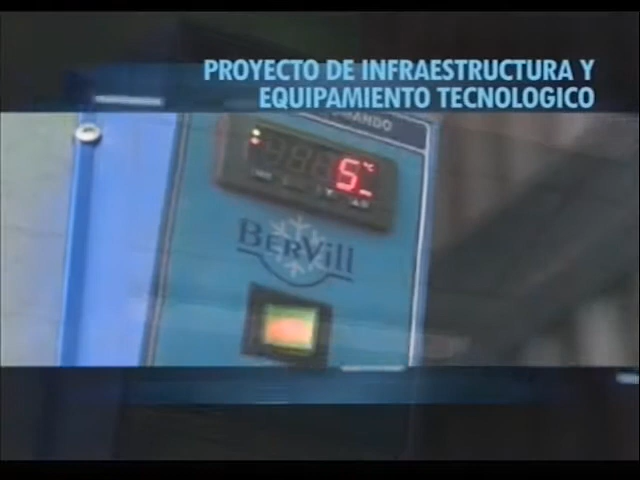 PROYECTO DE INFRAESTRUCTURA Y
EQUIPAMIENTO TECNOLOGICO
5 °C
BERVILL